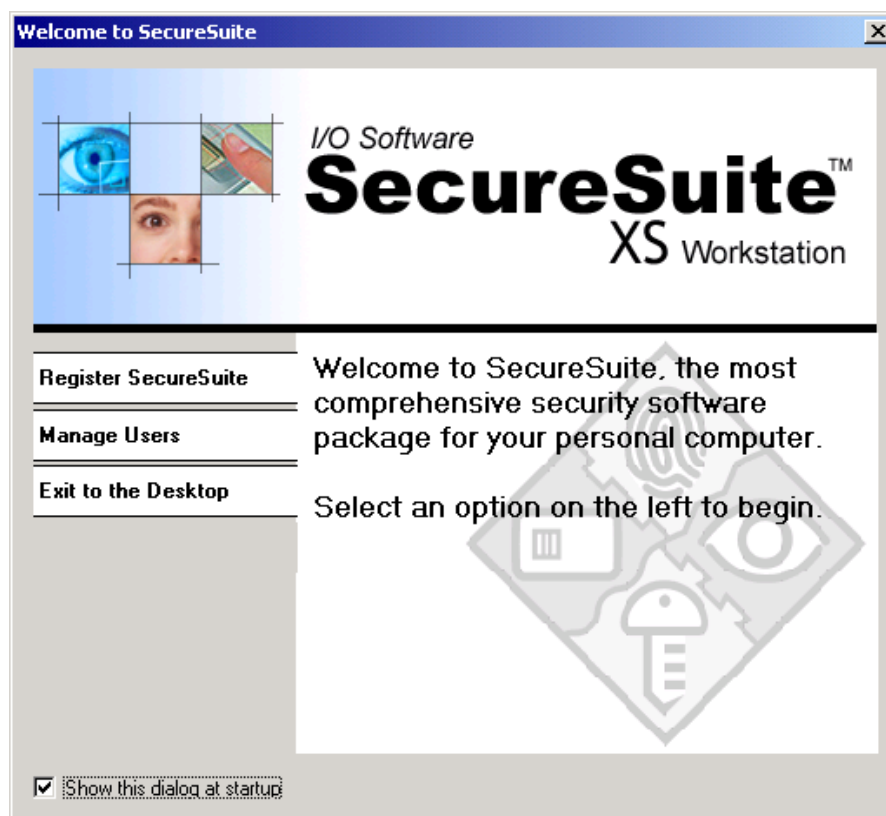 Welcome to SecureSuite
I/O Software
SecureSuite™
XS Workstation
Register SecureSuite
Manage Users
Exit to the Desktop
Welcome to SecureSuite, the most
comprehensive security software
package for your personal computer.
Select an option on the left to begin.
Show this dialog at startup